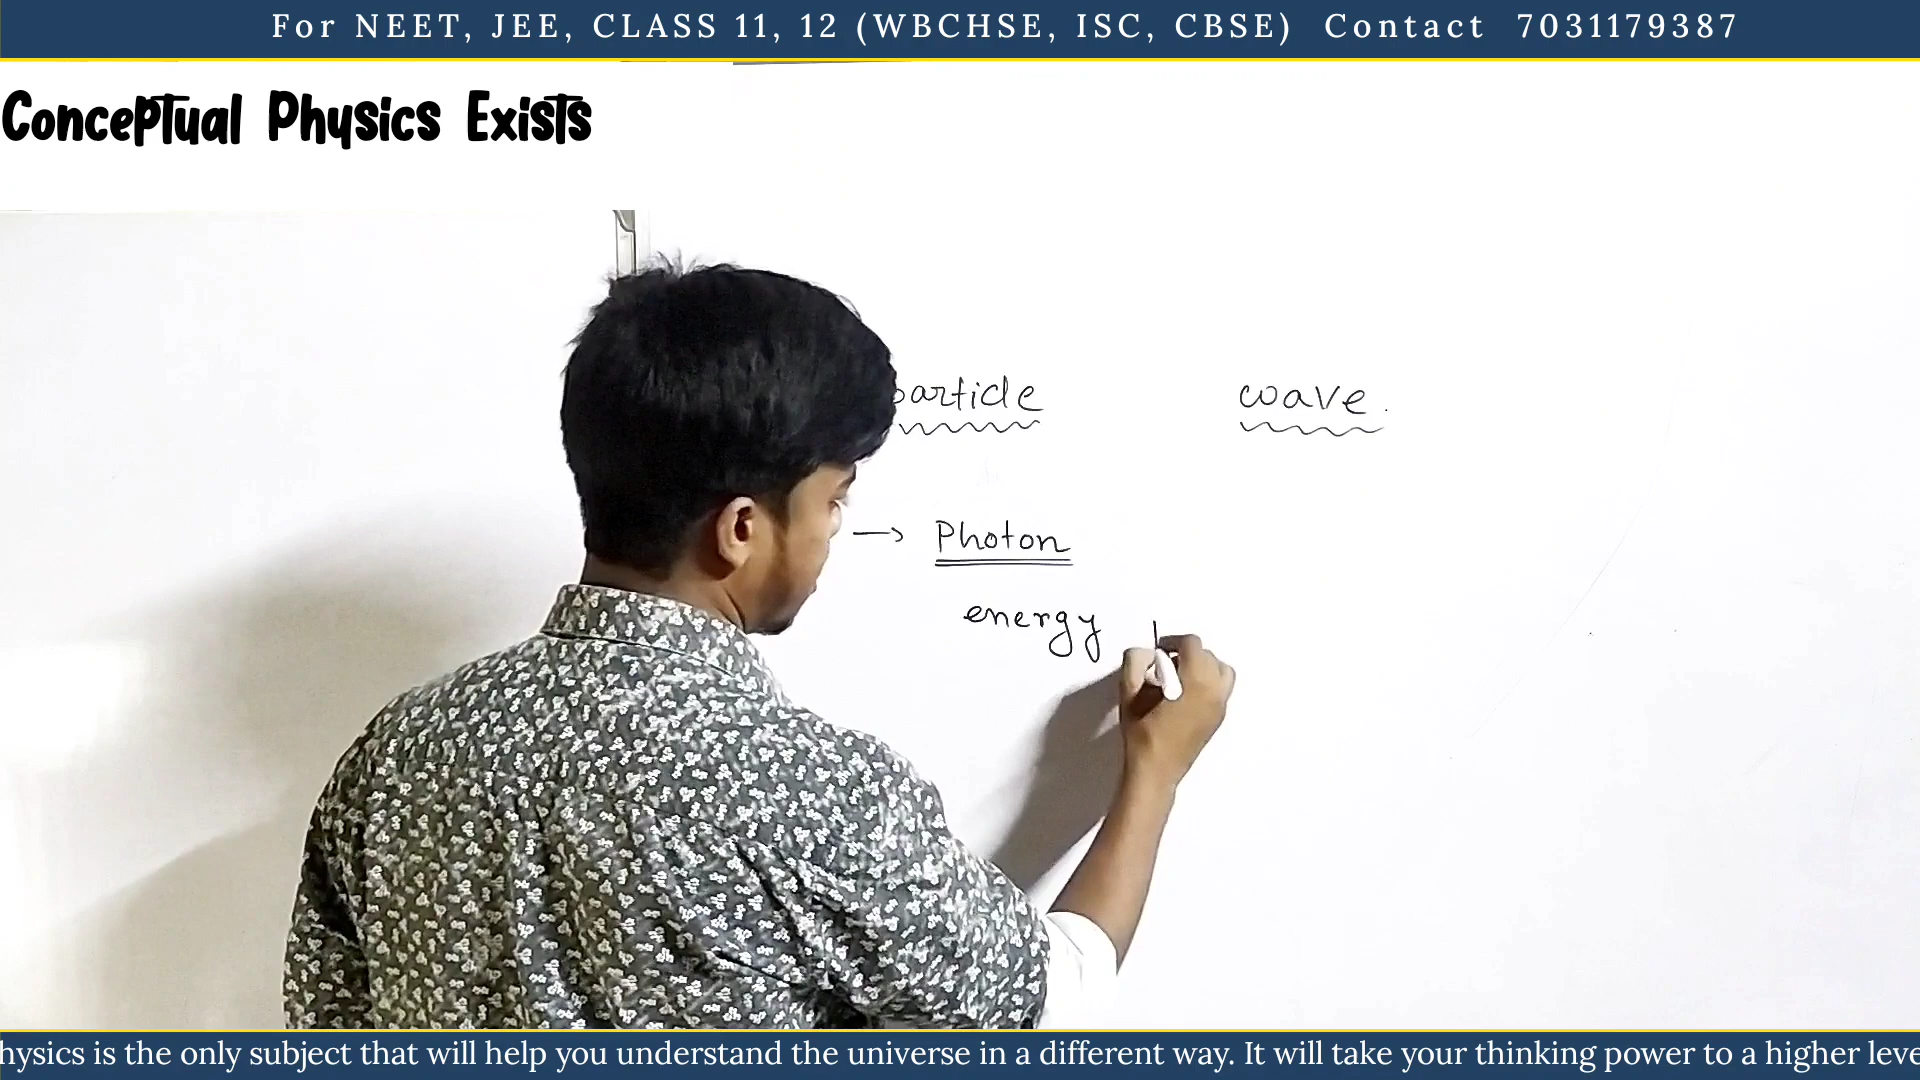 For NEET, JEE, CLASS 11, 12 (WBCHSE, ISC, CBSE) Contact 7031179387
Conceptual Physics Exists
particle wave.
→ Photon
energy
hysics is the only subject that will help you understand the universe in a different way. It will take your thinking power to a higher leve